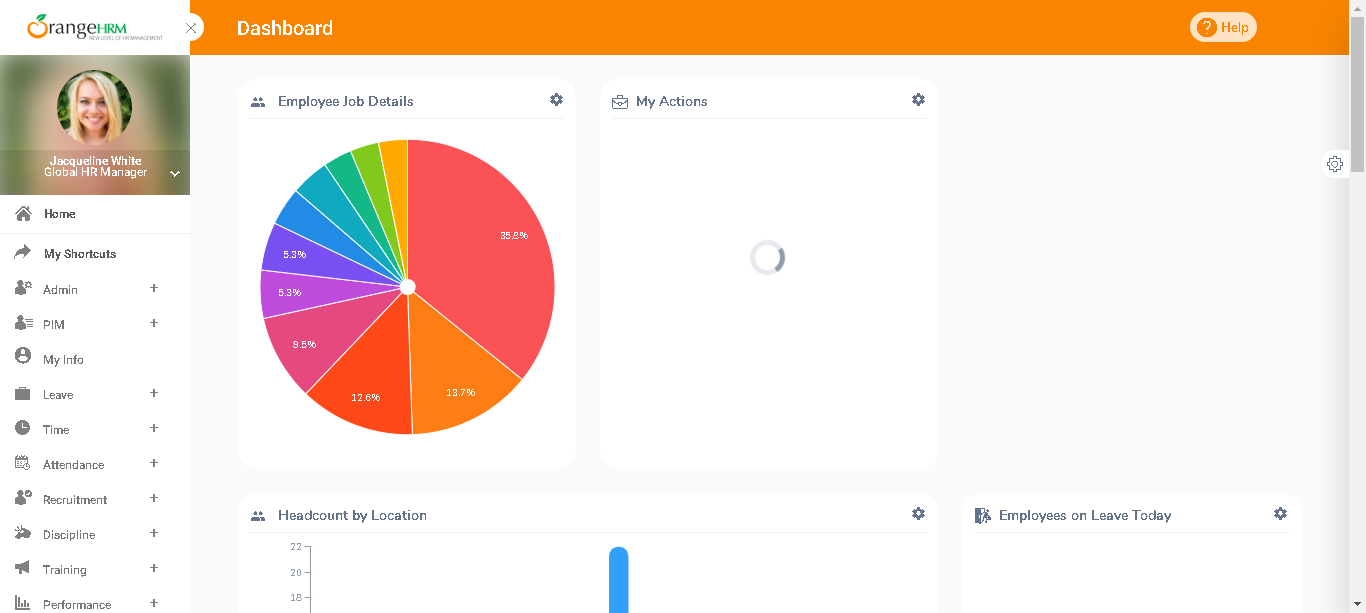 OrangeHRM
NEW LEVEL OF HR MANAGEMENT
Dashboard
? Help
Jacqueline White
Global HR Manager
Home
My Shortcuts
Admin +
PIM +
My Info
Leave +
Time +
Attendance +
Recruitment +
Discipline +
Training +
Performance +
Employee Job Details
35.8%
5.3%
5.3%
9.5%
12.6%
13.7%
My Actions
Headcount by Location
22
20
18
Employees on Leave Today